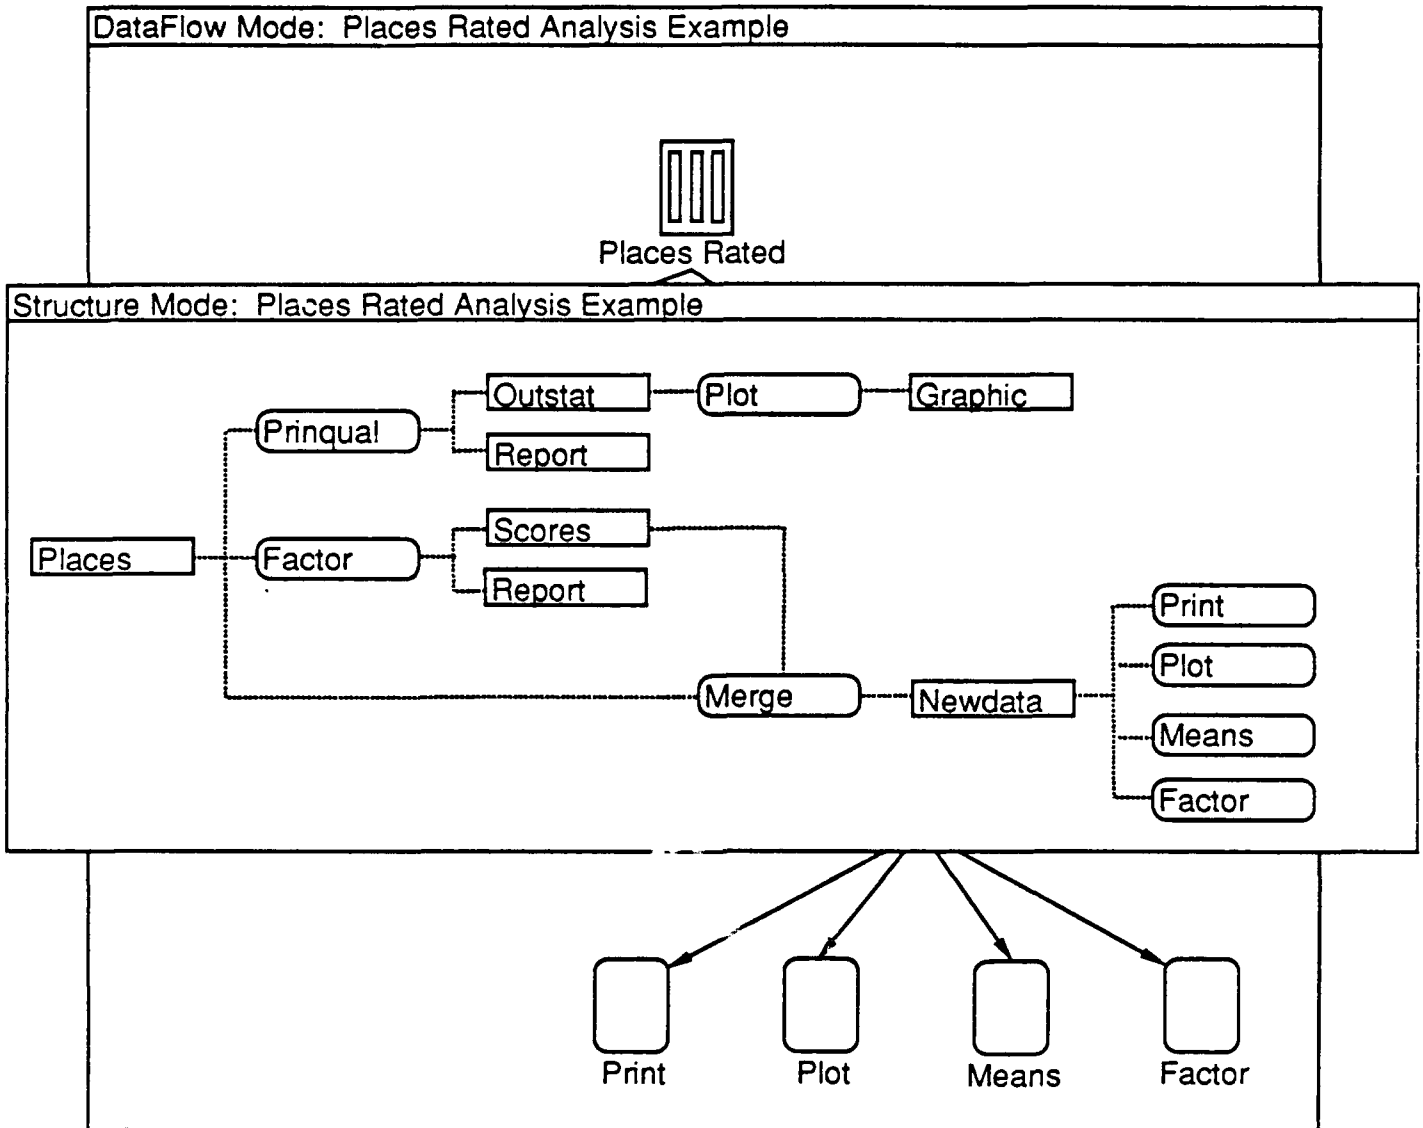 DataFlow Mode: Places Rated Analysis Example
Places Rated
Structure Mode: Places Rated Analysis Example
Outstat
Plot
Graphic
Prinqual
Report
Scores
Places
Factor
Report
Print
Plot
Merge
Newdata
Means
Factor
Print
Plot
Means
Factor